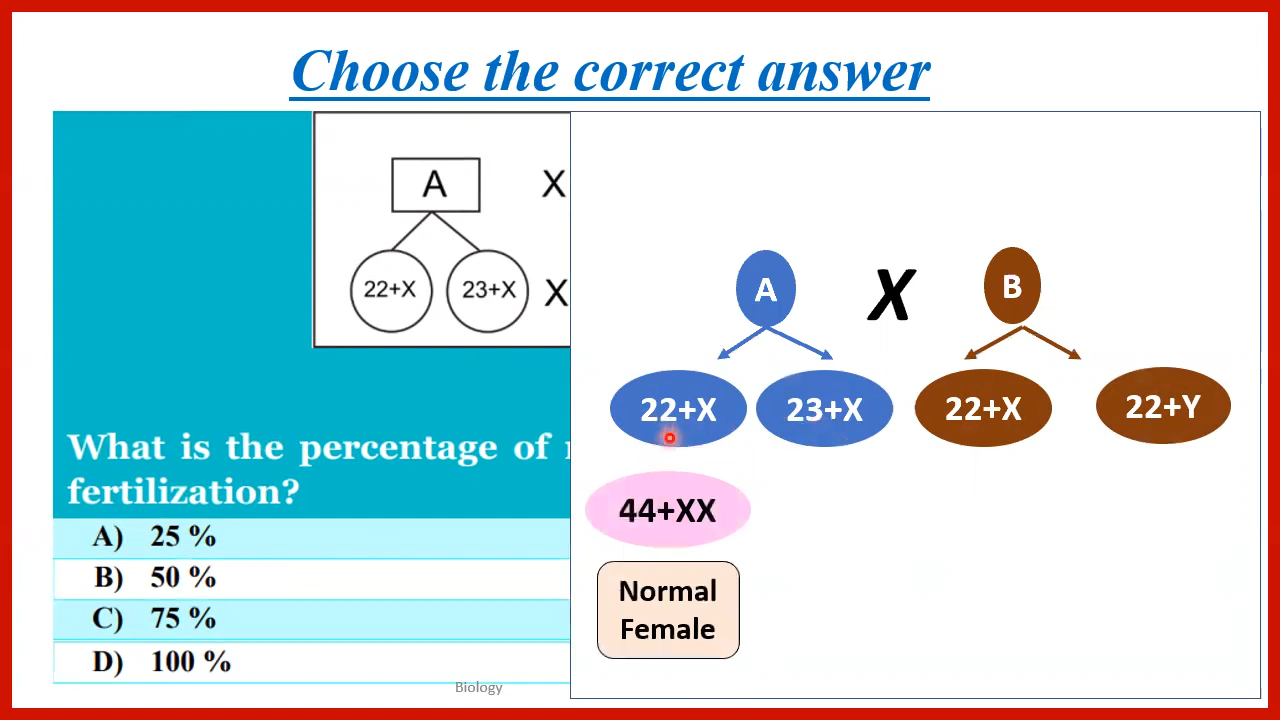 Choose the correct answer
A X
22+X 23+X X
What is the percentage of
fertilization?
A) 25 %
B) 50 %
C) 75 %
D) 100 %
A X B
22+X 23+X 22+X 22+Y
44+XX
Normal
Female
Biology